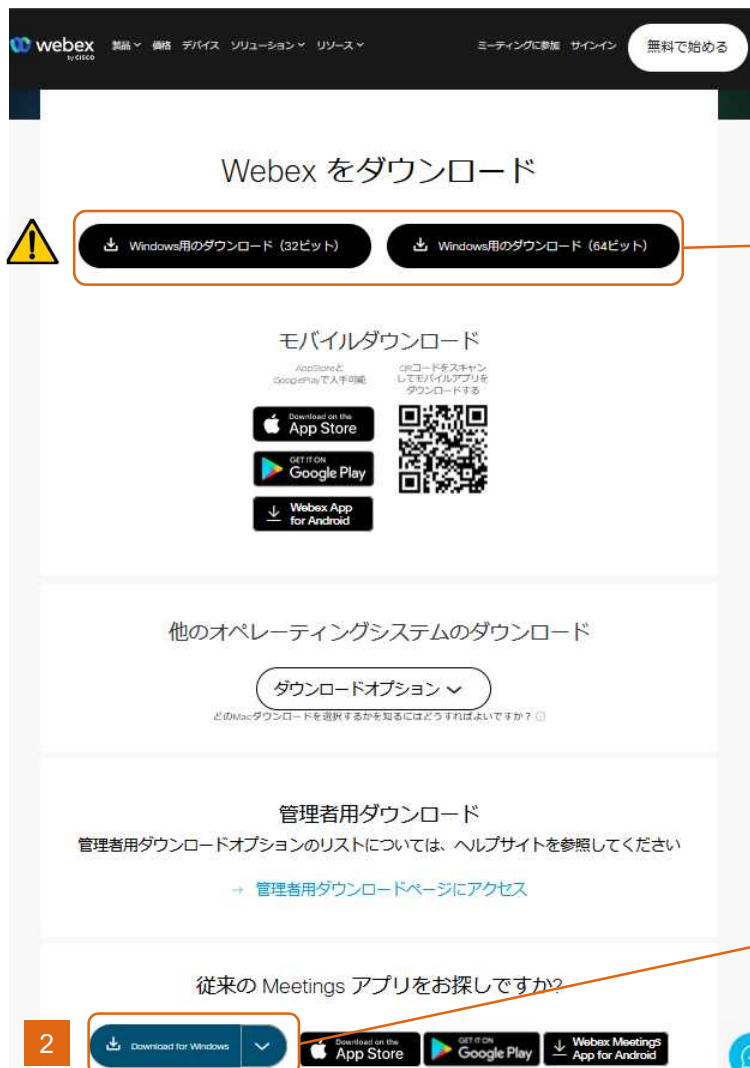 webex 製品 価格 デバイス ソリューション リソース ミーティングに参加 サインイン 無料で始める
by CISCO
Webex をダウンロード
Windows用のダウンロード（32ビット） Windows用のダウンロード（64ビット）
モバイルダウンロード
AppStoreと
GooglePlayで入手可能
QRコードをスキャン
してモバイルアプリを
ダウンロードする
Download on the
App Store
GET IT ON
Google Play
Webex App
for Android
他のオペレーティングシステムのダウンロード
ダウンロードオプション
どのMacダウンロードを選択するかを知るにはどうすればよいですか？
管理者用ダウンロード
管理者用ダウンロードオプションのリストについては、ヘルプサイトを参照してください
→ 管理者用ダウンロードページにアクセス
従来の Meetings アプリをお探しですか?
2
Download for Windows
Download on the
App Store
GET IT ON
Google Play
Webex Meetings
App for Android